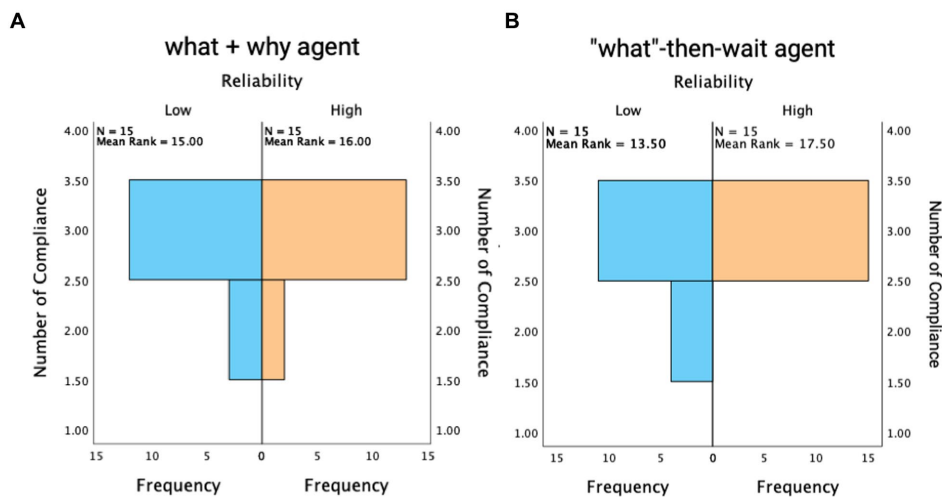 A
what + why agent
Reliability
Low High
N = 15 N = 15
Mean Rank = 15.00 Mean Rank = 16.00
4.00 4.00
3.50 3.50
3.00 3.00
2.50 2.50
2.00 2.00
1.50 1.50
1.00 1.00
Number of Compliance
Number of Compliance
15 10 5 0 5 10 15
Frequency Frequency
B
"what"-then-wait agent
Reliability
Low High
N = 15 N = 15
Mean Rank = 13.50 Mean Rank = 17.50
4.00 4.00
3.50 3.50
3.00 3.00
2.50 2.50
2.00 2.00
1.50 1.50
1.00 1.00
Number of Compliance
15 10 5 0 5 10 15
Frequency Frequency